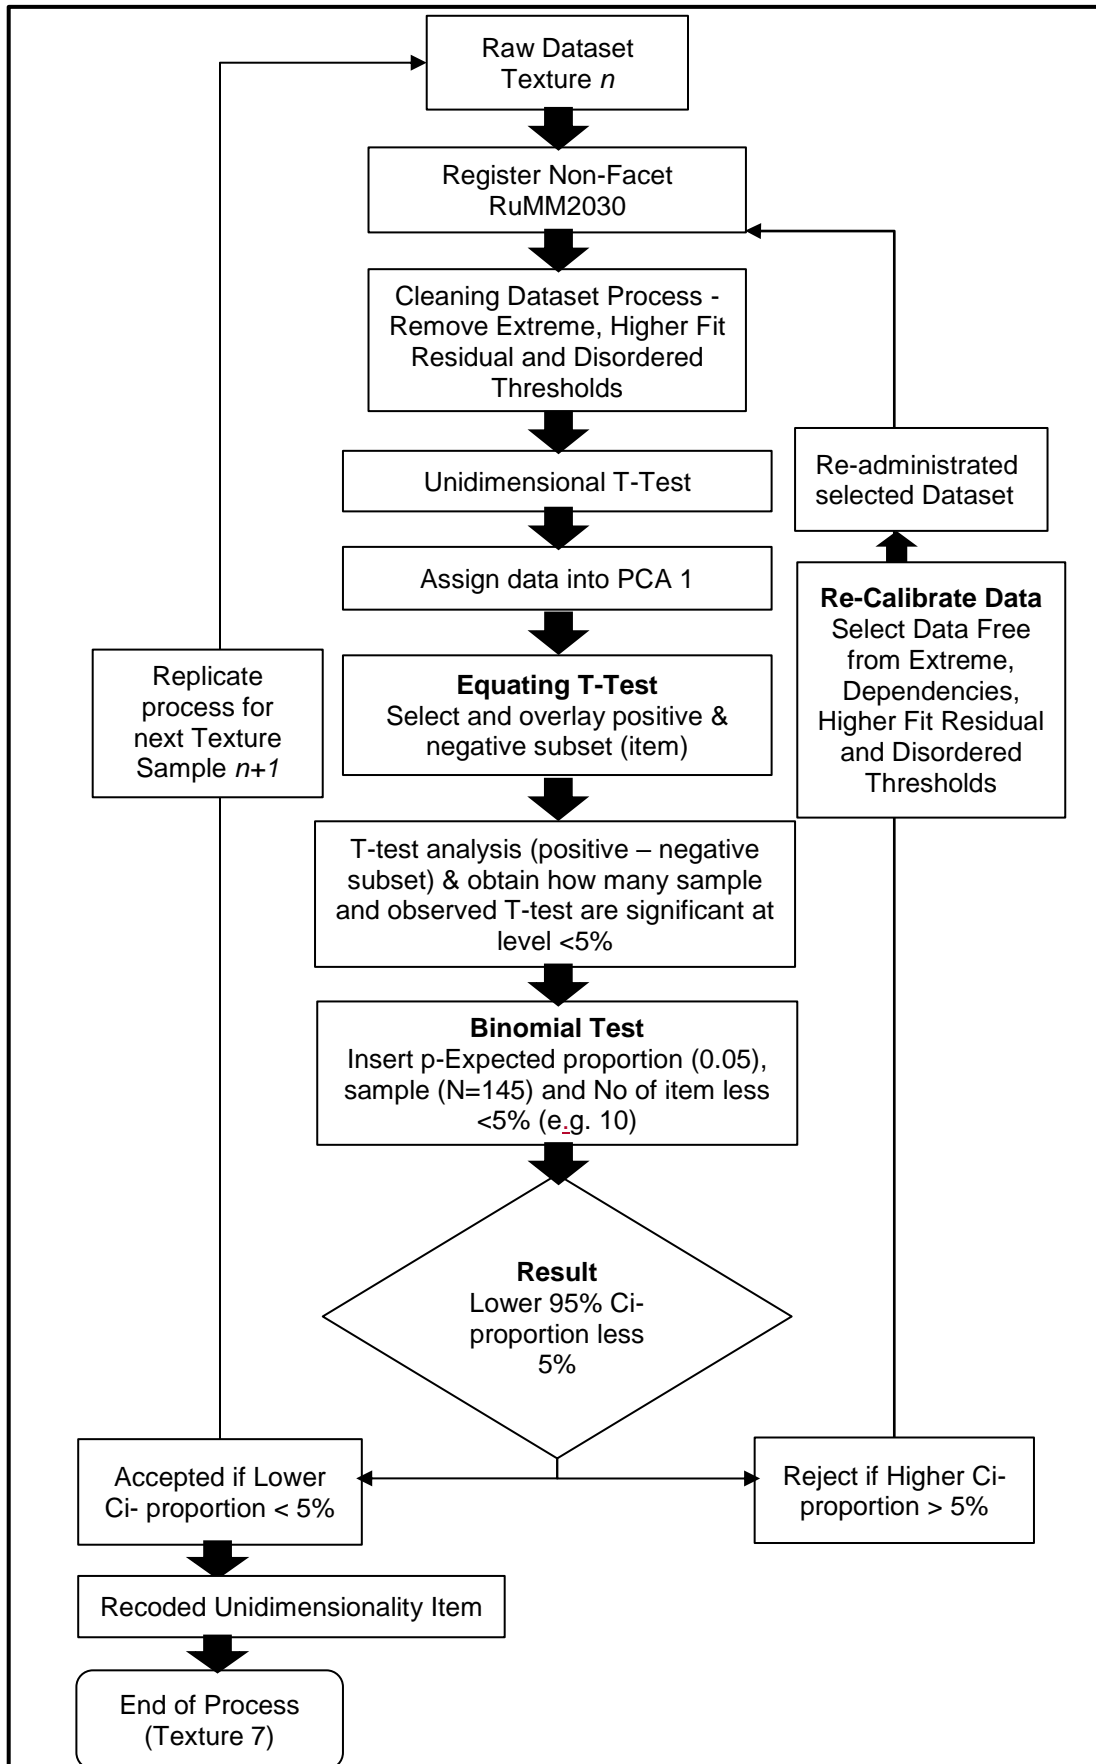 Raw Dataset
Texture n
Register Non-Facet
RuMM2030
Cleaning Dataset Process -
Remove Extreme, Higher Fit
Residual and Disordered
Thresholds
Unidimensional T-Test
Assign data into PCA 1
Equating T-Test
Select and overlay positive &
negative subset (item)
T-test analysis (positive – negative
subset) & obtain how many sample
and observed T-test are significant at
level <5%
Binomial Test
Insert p-Expected proportion (0.05),
sample (N=145) and No of item less
<5% (e.g. 10)
Result
Lower 95% Ci-
proportion less
5%
Accepted if Lower
Ci- proportion < 5%
Reject if Higher Ci-
proportion > 5%
Re-Calibrate Data
Select Data Free
from Extreme,
Dependencies,
Higher Fit Residual
and Disordered
Thresholds
Re-administrated
selected Dataset
Replicate
process for
next Texture
Sample n+1
Recoded Unidimensionality Item
End of Process
(Texture 7)